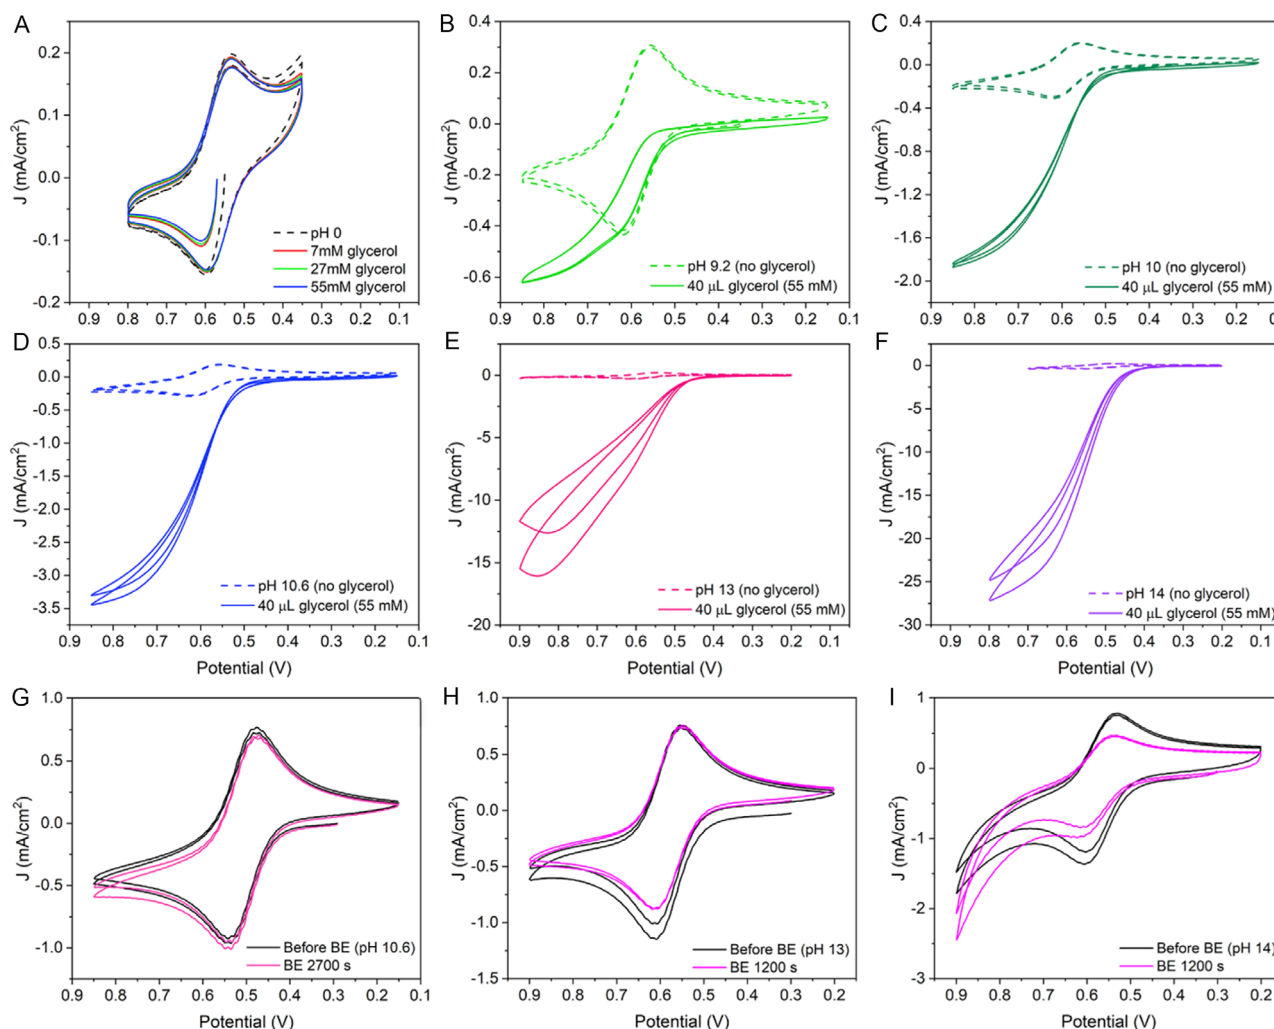 A
J (mA/cm²)
0.2
0.1
0.0
-0.1
0.2
pH 0
7mM glycerol
27mM glycerol
55mM glycerol
0.9 0.8 0.7 0.6 0.5 0.4 0.3 0.2 0.1
B
J (mA/cm²)
0.4
0.2
0.0
-0.2
-0.4
-0.6
pH 9.2 (no glycerol)
40 μL glycerol (55 mM)
0.9 0.8 0.7 0.6 0.5 0.4 0.3 0.2 0.1
C
J (mA/cm²)
0.4
0.0
-0.4
-0.8
-1.2
-1.6
-2.0
pH 10 (no glycerol)
40 μL glycerol (55 mM)
0.9 0.8 0.7 0.6 0.5 0.4 0.3 0.2
D
J (mA/cm²)
0.5
0.0
-0.5
-1.0
-1.5
-2.0
-2.5
-3.0
-3.5
pH 10.6 (no glycerol)
40 μL glycerol (55 mM)
0.9 0.8 0.7 0.6 0.5 0.4 0.3 0.2 0.1
Potential (V)
E
J (mA/cm²)
0
-5
-10
-15
-20
pH 13 (no glycerol)
40 μL glycerol (55 mM)
0.9 0.8 0.7 0.6 0.5 0.4 0.3 0.2 0.1
Potential (V)
F
J (mA/cm²)
5
0
-5
-10
-15
-20
-25
-30
pH 14 (no glycerol)
40 μL glycerol (55 mM)
0.9 0.8 0.7 0.6 0.5 0.4 0.3 0.2 0.1
Potential (V)
G
J (mA/cm²)
1.0
0.5
0.0
-0.5
-1.0
Before BE (pH 10.6)
BE 2700 s
0.9 0.8 0.7 0.6 0.5 0.4 0.3 0.2 0.1
Potential (V)
H
J (mA/cm²)
1.0
0.5
0.0
-0.5
-1.0
-1.5
Before BE (pH 13)
BE 1200 s
0.9 0.8 0.7 0.6 0.5 0.4 0.3 0.2
Potential (V)
I
J (mA/cm²)
1
0
-1
-2
-3
Before BE (pH 14)
BE 1200 s
0.9 0.8 0.7 0.6 0.5 0.4 0.3 0.2
Potential (V)